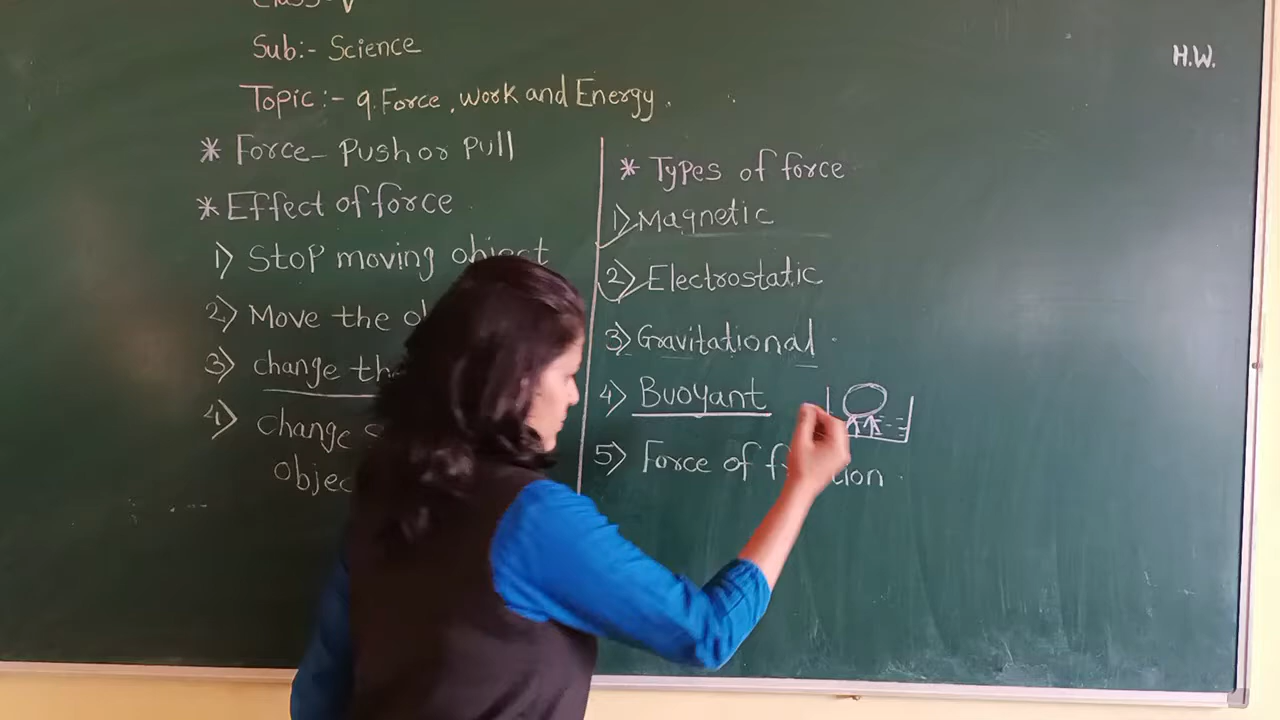 Class:- V
Sub:- Science
H.W.
Topic:- 9. Force, Work and Energy.
* Force- Push or Pull
* Effect of force
1) Stop moving object
2) Move the
3) change
4) change
objec
* Types of force
1) Magnetic
2) Electrostatic
3) Gravitational
4) Buoyant
5) Force of